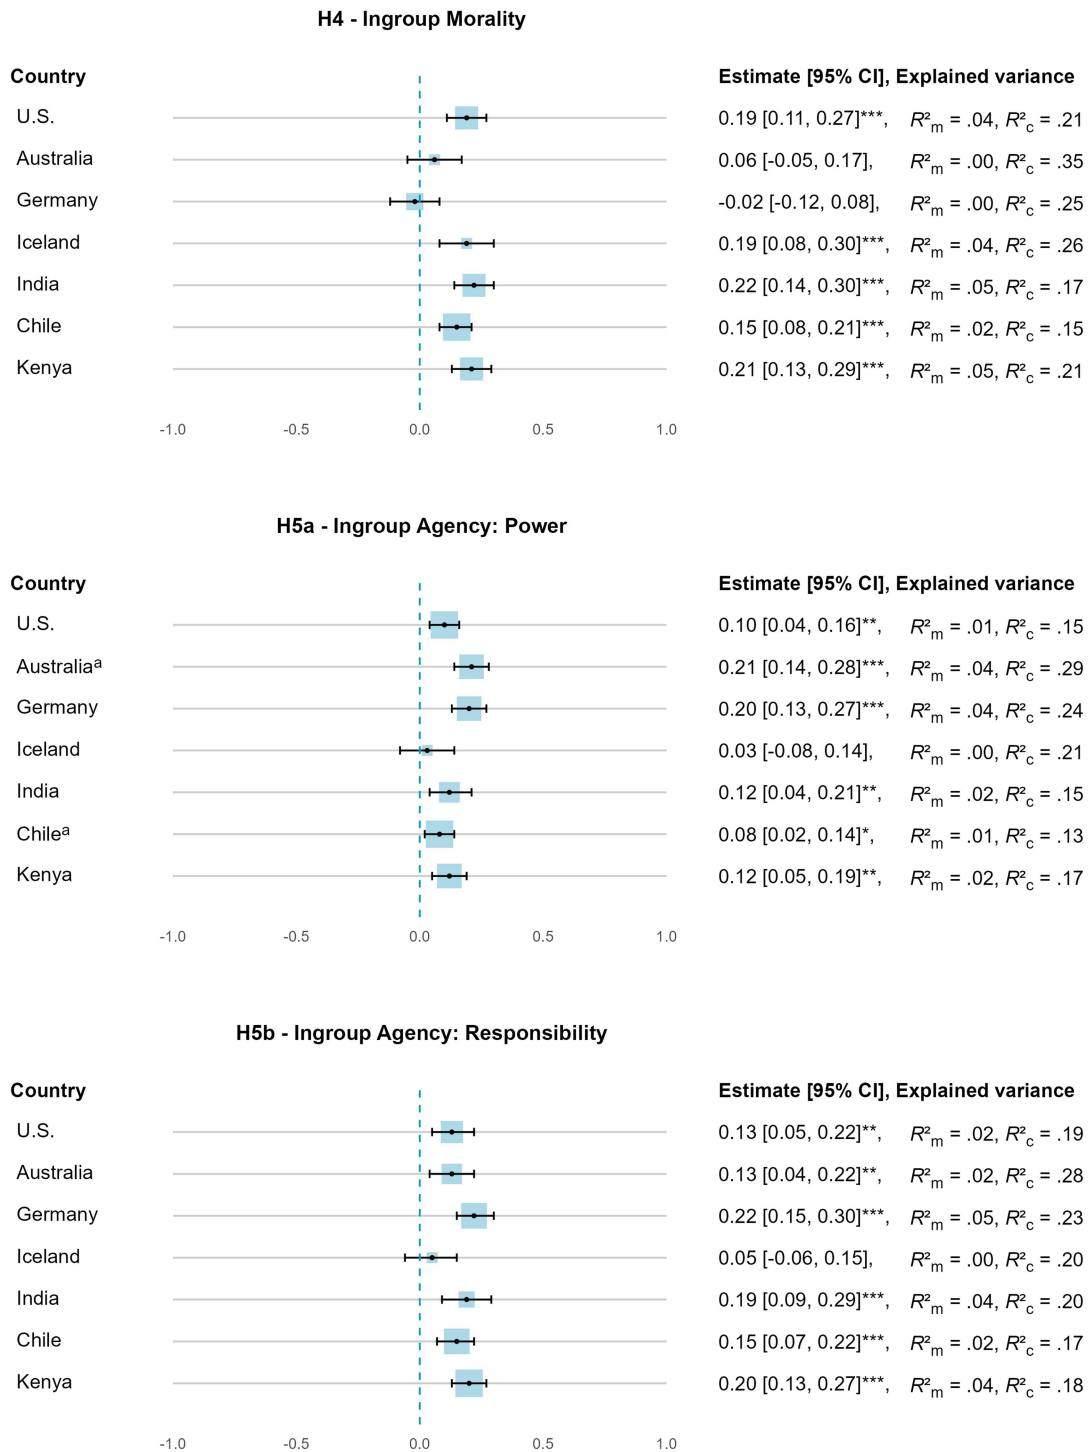 H4 - Ingroup Morality
Country Estimate [95% CI], Explained variance
U.S. 0.19 [0.11, 0.27]***, R²m = .04, R²c = .21
Australia 0.06 [-0.05, 0.17], R²m = .00, R²c = .35
Germany -0.02 [-0.12, 0.08], R²m = .00, R²c = .25
Iceland 0.19 [0.08, 0.30]***, R²m = .04, R²c = .26
India 0.22 [0.14, 0.30]***, R²m = .05, R²c = .17
Chile 0.15 [0.08, 0.21]***, R²m = .02, R²c = .15
Kenya 0.21 [0.13, 0.29]***, R²m = .05, R²c = .21
-1.0 -0.5 0.0 0.5 1.0
H5a - Ingroup Agency: Power
Country Estimate [95% CI], Explained variance
U.S. 0.10 [0.04, 0.16]**, R²m = .01, R²c = .15
Australiaᵃ 0.21 [0.14, 0.28]***, R²m = .04, R²c = .29
Germany 0.20 [0.13, 0.27]***, R²m = .04, R²c = .24
Iceland 0.03 [-0.08, 0.14], R²m = .00, R²c = .21
India 0.12 [0.04, 0.21]**, R²m = .02, R²c = .15
Chileᵃ 0.08 [0.02, 0.14]*, R²m = .01, R²c = .13
Kenya 0.12 [0.05, 0.19]**, R²m = .02, R²c = .17
-1.0 -0.5 0.0 0.5 1.0
H5b - Ingroup Agency: Responsibility
Country Estimate [95% CI], Explained variance
U.S. 0.13 [0.05, 0.22]**, R²m = .02, R²c = .19
Australia 0.13 [0.04, 0.22]**, R²m = .02, R²c = .28
Germany 0.22 [0.15, 0.30]***, R²m = .05, R²c = .23
Iceland 0.05 [-0.06, 0.15], R²m = .00, R²c = .20
India 0.19 [0.09, 0.29]***, R²m = .04, R²c = .20
Chile 0.15 [0.07, 0.22]***, R²m = .02, R²c = .17
Kenya 0.20 [0.13, 0.27]***, R²m = .04, R²c = .18
-1.0 -0.5 0.0 0.5 1.0